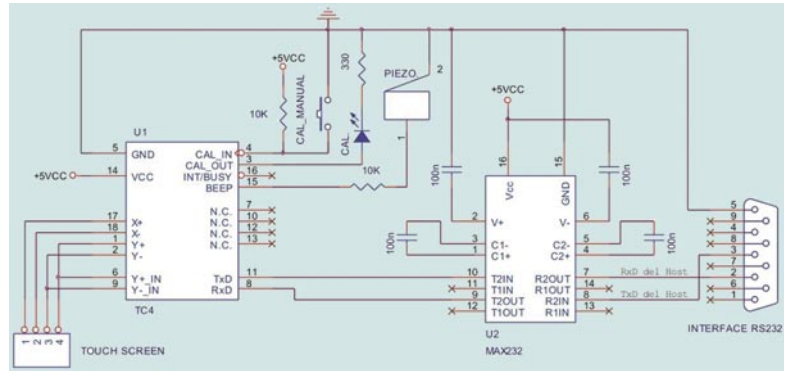 +5VCC
10K
CAL_MANUAL
330
CAL.
PIEZO.
2
1
10K
+5VCC
U1
5 GND
+5VCC
14 VCC
17 X+
18 X-
1 Y+
2 Y-
6 Y+_IN
9 Y-_IN
CAL_IN 4
CAL_OUT 3
INT/BUSY 16
BEEP 15
N.C. 7
N.C. 10
N.C. 12
N.C. 13
TxD 11
RxD 8
TC4
1 2 3 4
TOUCH SCREEN
100n
100n
100n
100n
16 Vcc
15 GND
2 V+
3 C1-
1 C1+
10 T2IN
11 T1IN
9 T2OUT
12 T1OUT
V- 6
C2- 5
C2+ 4
R2OUT 7
R1OUT 14
R2IN 8
R1IN 13
U2
MAX232
RxD del Host
TxD del Host
5
9
4
8
3
7
2
6
1
INTERFACE RS232